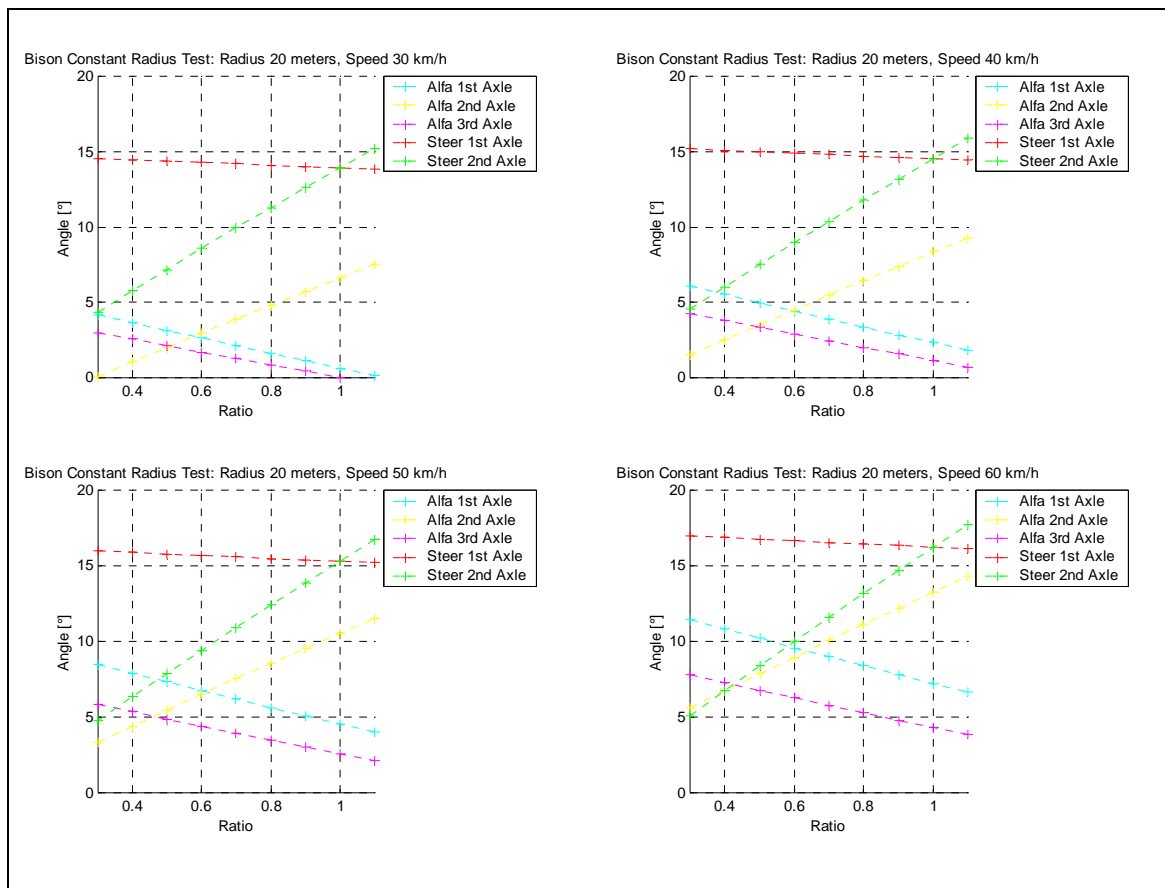 Bison Constant Radius Test: Radius 20 meters, Speed 30 km/h
20
15
10
5
0
Angle [°]
0.4 0.6 0.8 1
Ratio
Alfa 1st Axle
Alfa 2nd Axle
Alfa 3rd Axle
Steer 1st Axle
Steer 2nd Axle
Bison Constant Radius Test: Radius 20 meters, Speed 40 km/h
20
15
10
5
0
Angle [°]
0.4 0.6 0.8 1
Ratio
Alfa 1st Axle
Alfa 2nd Axle
Alfa 3rd Axle
Steer 1st Axle
Steer 2nd Axle
Bison Constant Radius Test: Radius 20 meters, Speed 50 km/h
20
15
10
5
0
Angle [°]
0.4 0.6 0.8 1
Ratio
Alfa 1st Axle
Alfa 2nd Axle
Alfa 3rd Axle
Steer 1st Axle
Steer 2nd Axle
Bison Constant Radius Test: Radius 20 meters, Speed 60 km/h
20
15
10
5
0
Angle [°]
0.4 0.6 0.8 1
Ratio
Alfa 1st Axle
Alfa 2nd Axle
Alfa 3rd Axle
Steer 1st Axle
Steer 2nd Axle